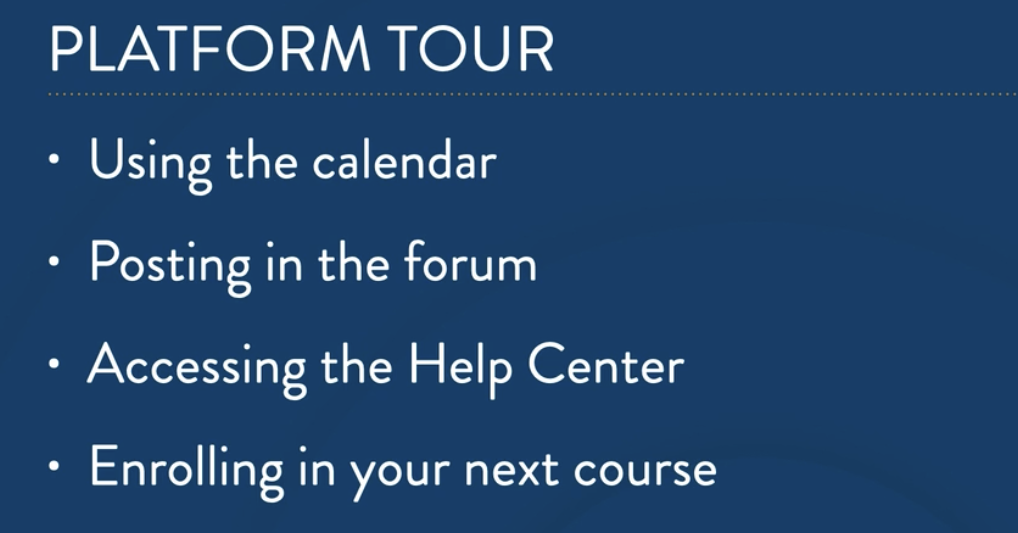 PLATFORM TOUR
• Using the calendar
• Posting in the forum
• Accessing the Help Center
• Enrolling in your next course